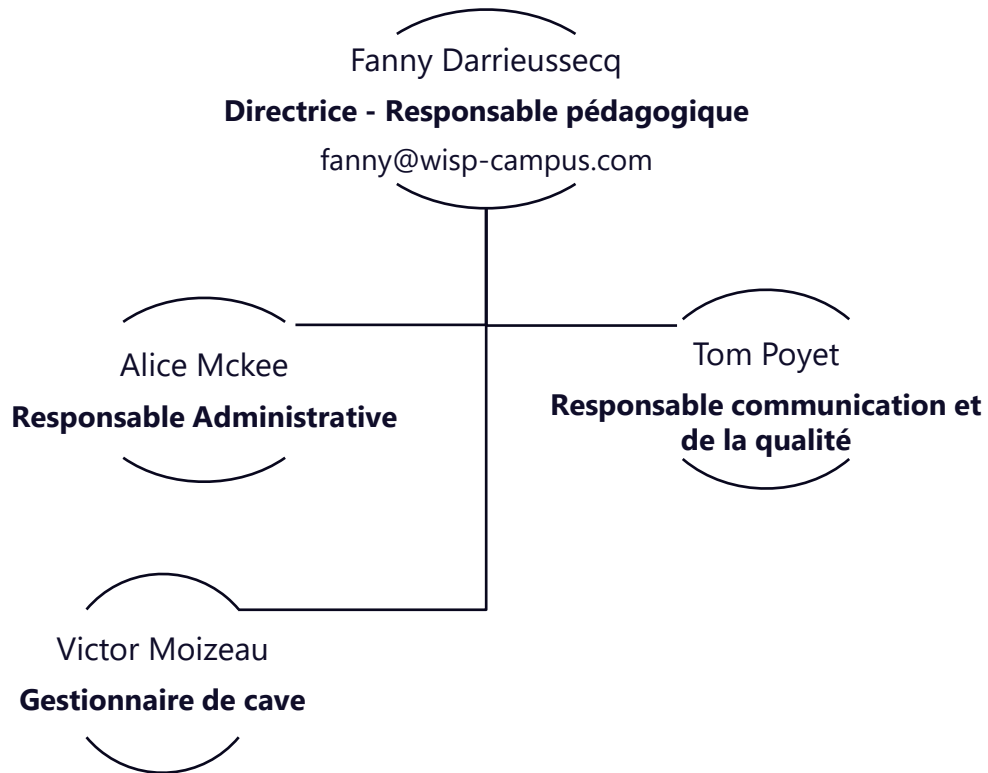 Fanny Darrieussecq
Directrice - Responsable pédagogique
fanny@wisp-campus.com
Alice Mckee
Responsable Administrative
Tom Poyet
Responsable communication et
de la qualité
Victor Moizeau
Gestionnaire de cave